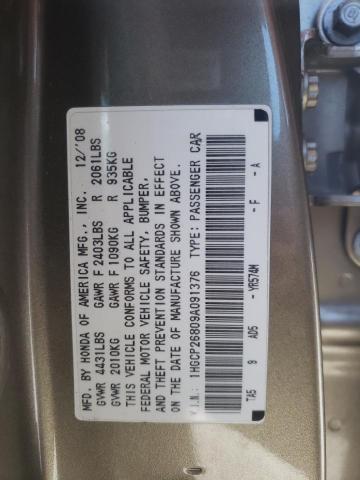 MFD. BY HONDA OF AMERICA MFG., INC. 12/'08
GVWR 4431LBS GAWR F 2403LBS R 2061LBS
GVWR 2010KG GAWR F 1090KG R 935KG
THIS VEHICLE CONFORMS TO ALL APPLICABLE
FEDERAL MOTOR VEHICLE SAFETY, BUMPER,
AND THEFT PREVENTION STANDARDS IN EFFECT
ON THE DATE OF MANUFACTURE SHOWN ABOVE.
V.I.N.: 1HGCP26809A091376 TYPE: PASSENGER CAR
TA5 9 AD5 - YR574M - F - A